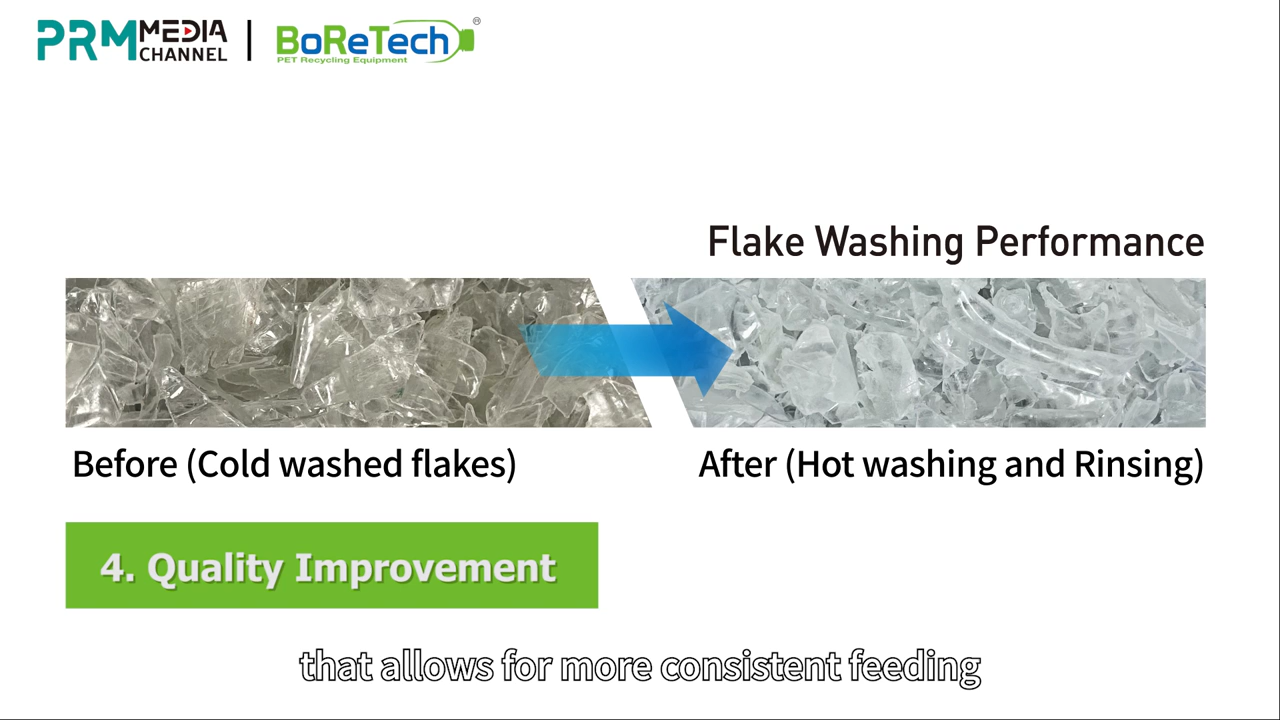 PRM MEDIA CHANNEL | BoReTech®
PET Recycling Equipment
Flake Washing Performance
Before (Cold washed flakes)
After (Hot washing and Rinsing)
4. Quality Improvement
that allows for more consistent feeding